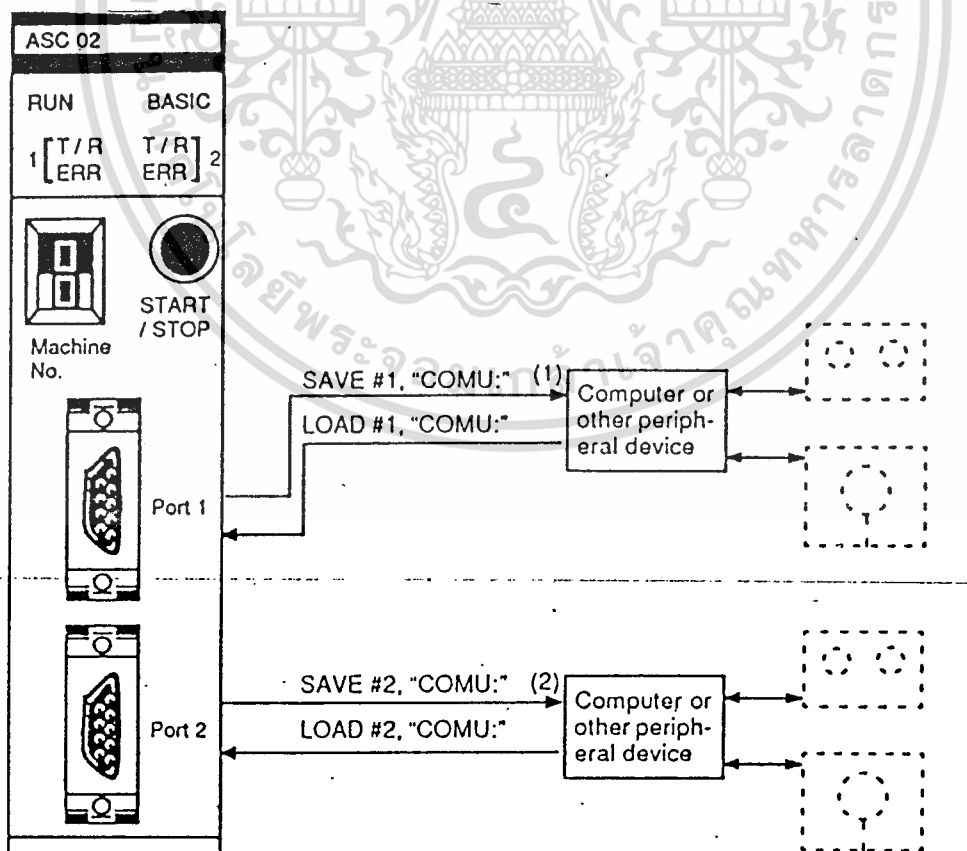 ASC 02
RUN BASIC
1 [ T/R T/R ] 2
ERR ERR
START
/ STOP
Machine
No.
SAVE #1, "COMU:" (1)
LOAD #1, "COMU:"
Computer or
other periph-
eral device
Port 1
SAVE #2, "COMU:" (2)
LOAD #2, "COMU:"
Computer or
other periph-
eral device
Port 2